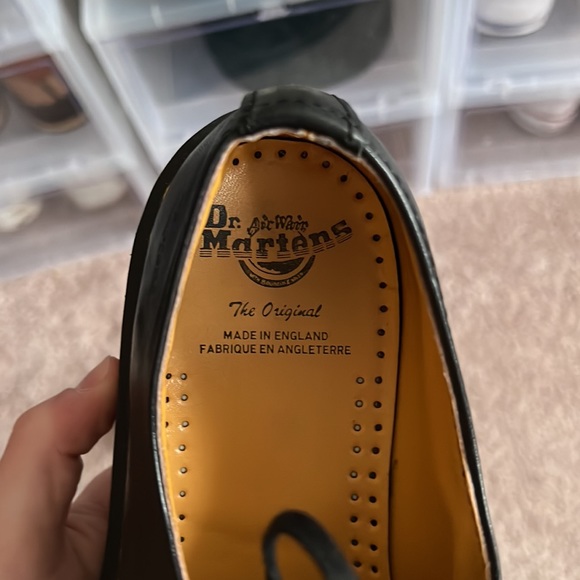 Dr. AirWair
Martens
The Original
MADE IN ENGLAND
FABRIQUE EN ANGLETERRE